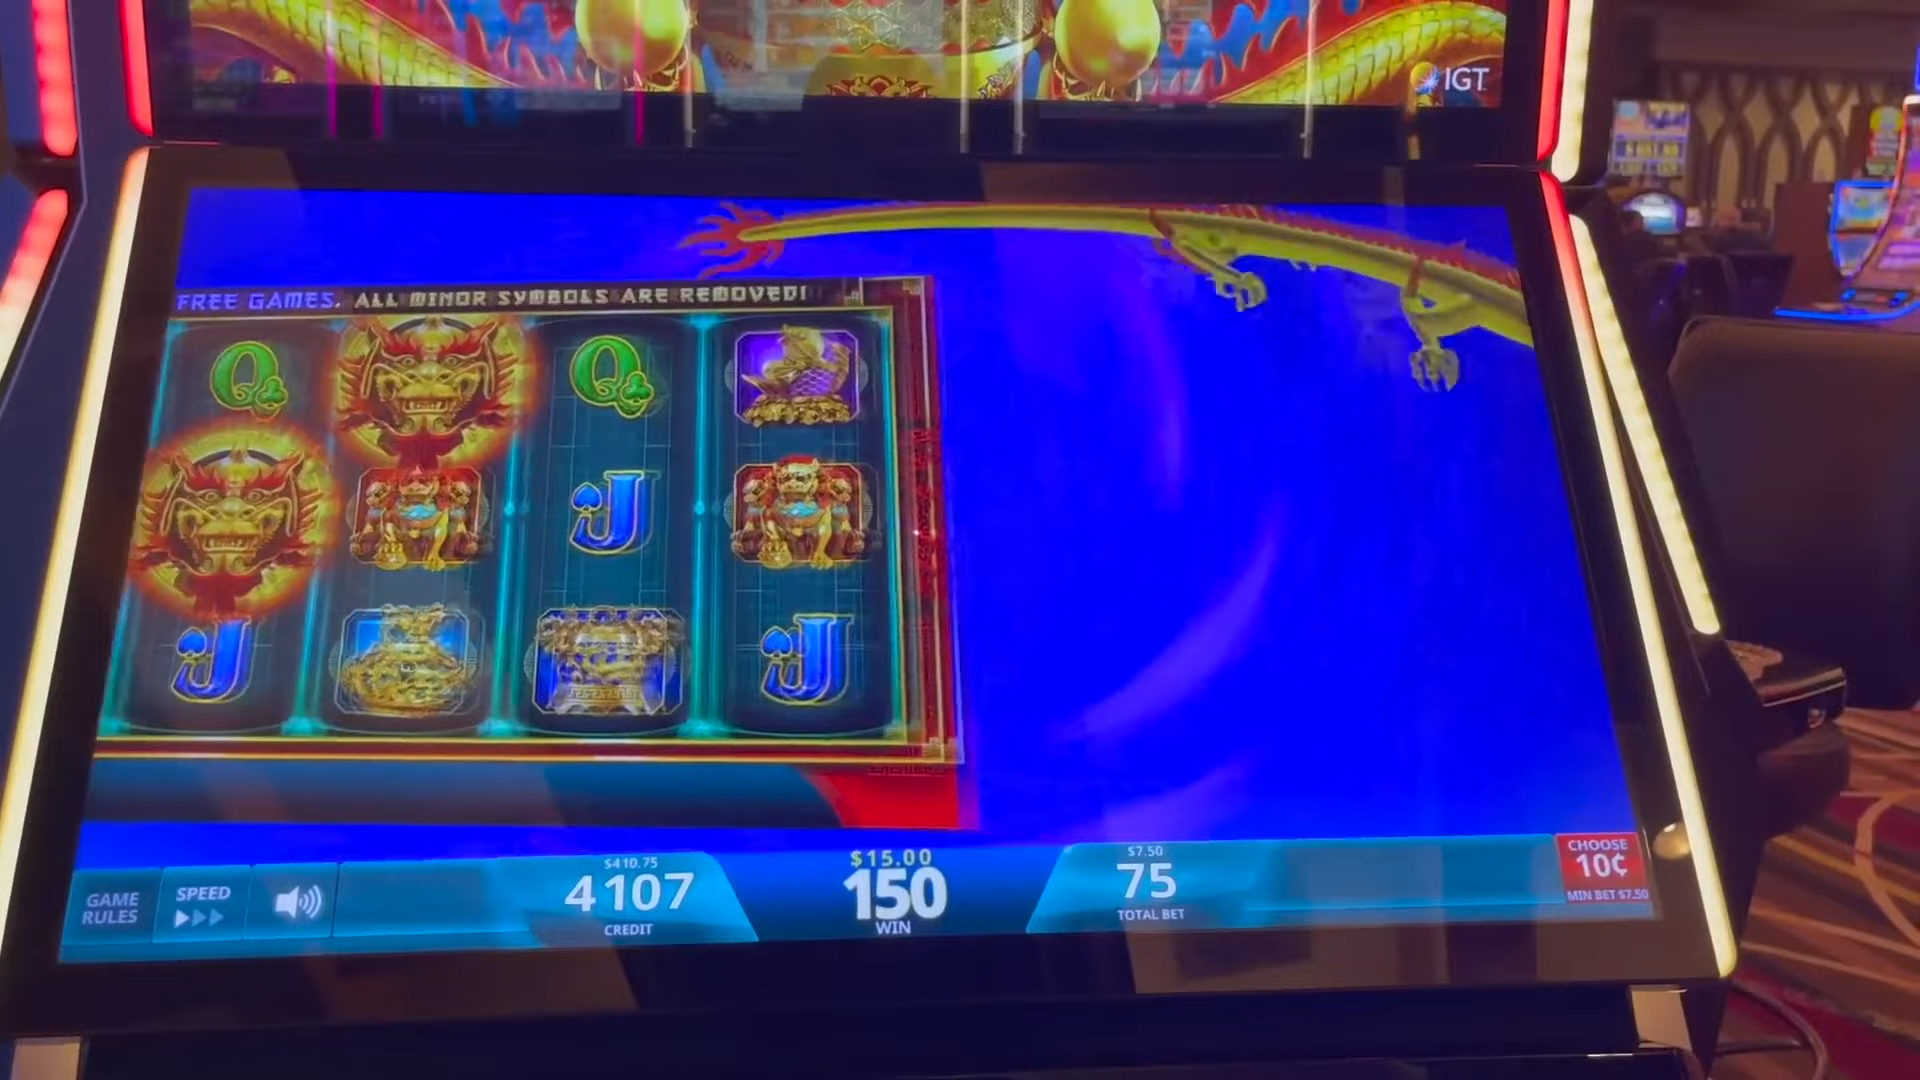 IGT
FREE GAMES. ALL MINOR SYMBOLS ARE REMOVED!
Q
Q
J
J
J
GAME RULES
SPEED
$410.75
4107
CREDIT
$15.00
150
WIN
$7.50
75
TOTAL BET
CHOOSE
10¢
MIN BET $7.50